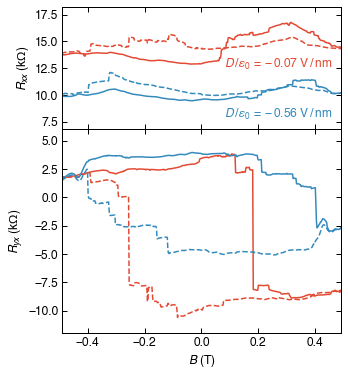 17.5
15.0
12.5
10.0
7.5
R_xx (kΩ)
D/ε₀ = −0.07 V / nm
D/ε₀ = −0.56 V / nm
5.0
2.5
0.0
−2.5
−5.0
−7.5
−10.0
R_yx (kΩ)
−0.4 −0.2 0.0 0.2 0.4
B (T)